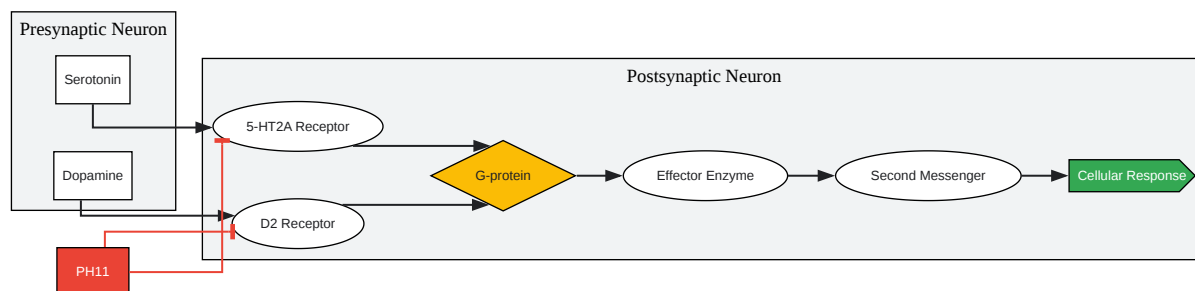 Presynaptic Neuron
Serotonin
Dopamine
PH11
Postsynaptic Neuron
5-HT2A Receptor
D2 Receptor
G-protein
Effector Enzyme
Second Messenger
Cellular Response